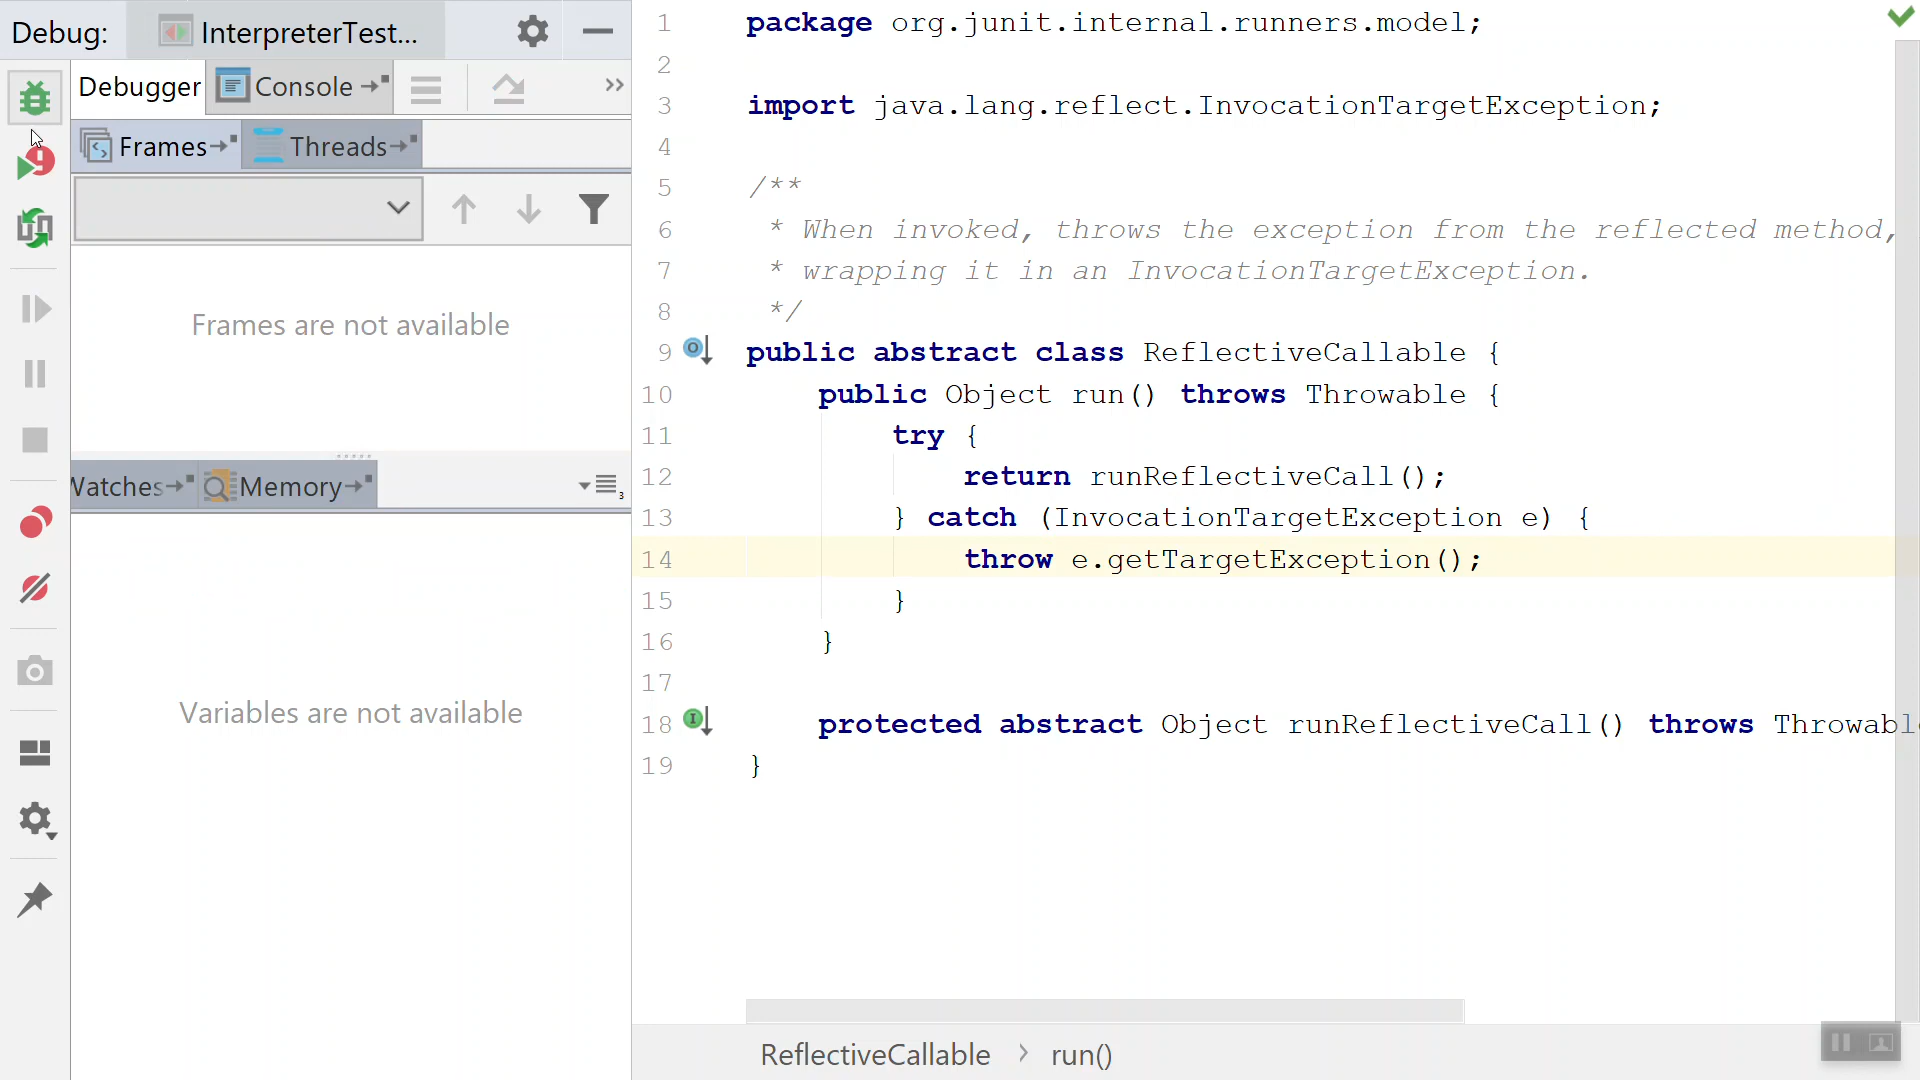 Debug:
InterpreterTest...
Debugger
Console
Frames
Threads
Frames are not available
Watches
Memory
3
Variables are not available
1 package org.junit.internal.runners.model;
2
3 import java.lang.reflect.InvocationTargetException;
4
5 /**
6 * When invoked, throws the exception from the reflected method,
7 * wrapping it in an InvocationTargetException.
8 */
9 public abstract class ReflectiveCallable {
10 public Object run() throws Throwable {
11 try {
12 return runReflectiveCall();
13 } catch (InvocationTargetException e) {
14 throw e.getTargetException();
15 }
16 }
17
18 protected abstract Object runReflectiveCall() throws Throwabl
19 }
ReflectiveCallable > run()